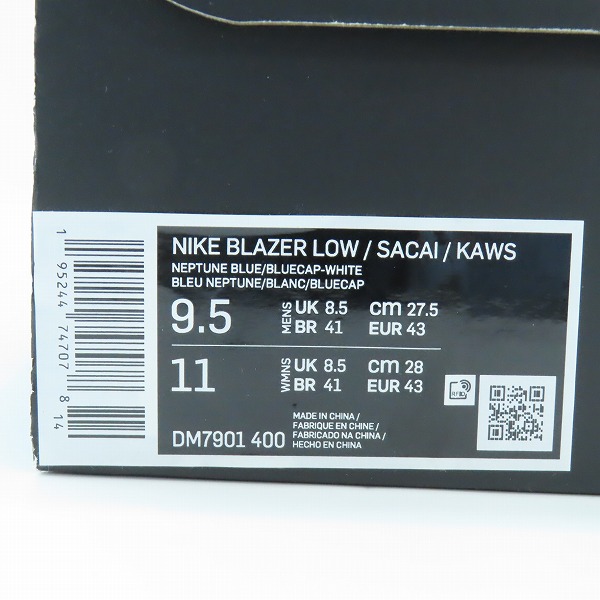 NIKE BLAZER LOW / SACAI / KAWS
NEPTUNE BLUE/BLUECAP-WHITE
BLEU NEPTUNE/BLANC/BLUECAP
9.5 MENS UK 8.5 cm 27.5
BR 41 EUR 43
11 WMNS UK 8.5 cm 28
BR 41 EUR 43
RFID
DM7901 400
MADE IN CHINA /
FABRIQUE EN CHINE /
FABRICADO NA CHINA /
HECHO EN CHINA
1 95244 74707 8 14